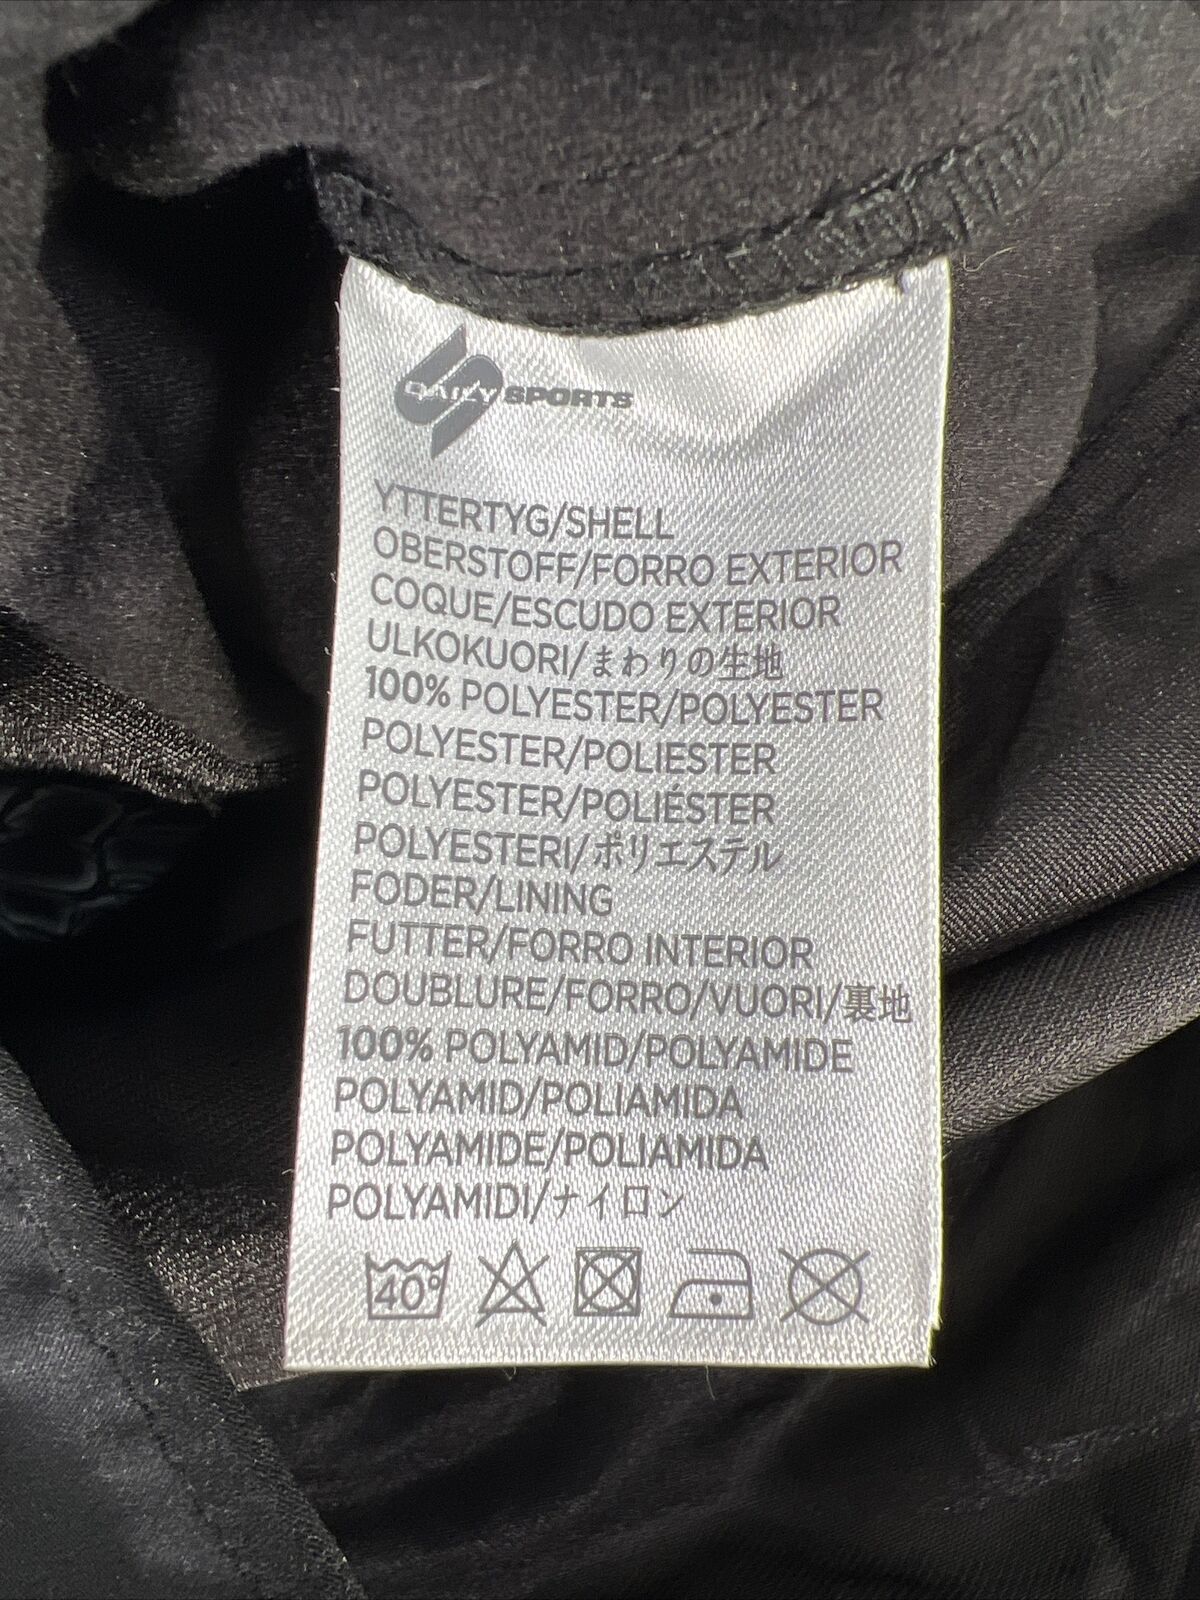 DAILY SPORTS
YTTERTYG/SHELL
OBERSTOFF/FORRO EXTERIOR
COQUE/ESCUDO EXTERIOR
ULKOKUORI/まわりの生地
100% POLYESTER/POLYESTER
POLYESTER/POLIESTER
POLYESTER/POLIÉSTER
POLYESTERI/ポリエステル
FODER/LINING
FUTTER/FORRO INTERIOR
DOUBLURE/FORRO/VUORI/裏地
100% POLYAMID/POLYAMIDE
POLYAMID/POLIAMIDA
POLYAMIDE/POLIAMIDA
POLYAMIDI/ナイロン
40°